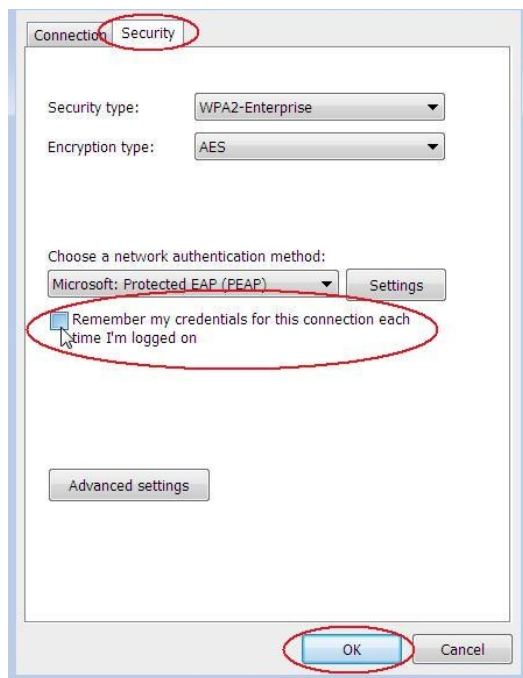 Connection Security
Security type: WPA2-Enterprise
Encryption type: AES
Choose a network authentication method:
Microsoft: Protected EAP (PEAP) Settings
Remember my credentials for this connection each
time I'm logged on
Advanced settings
OK Cancel